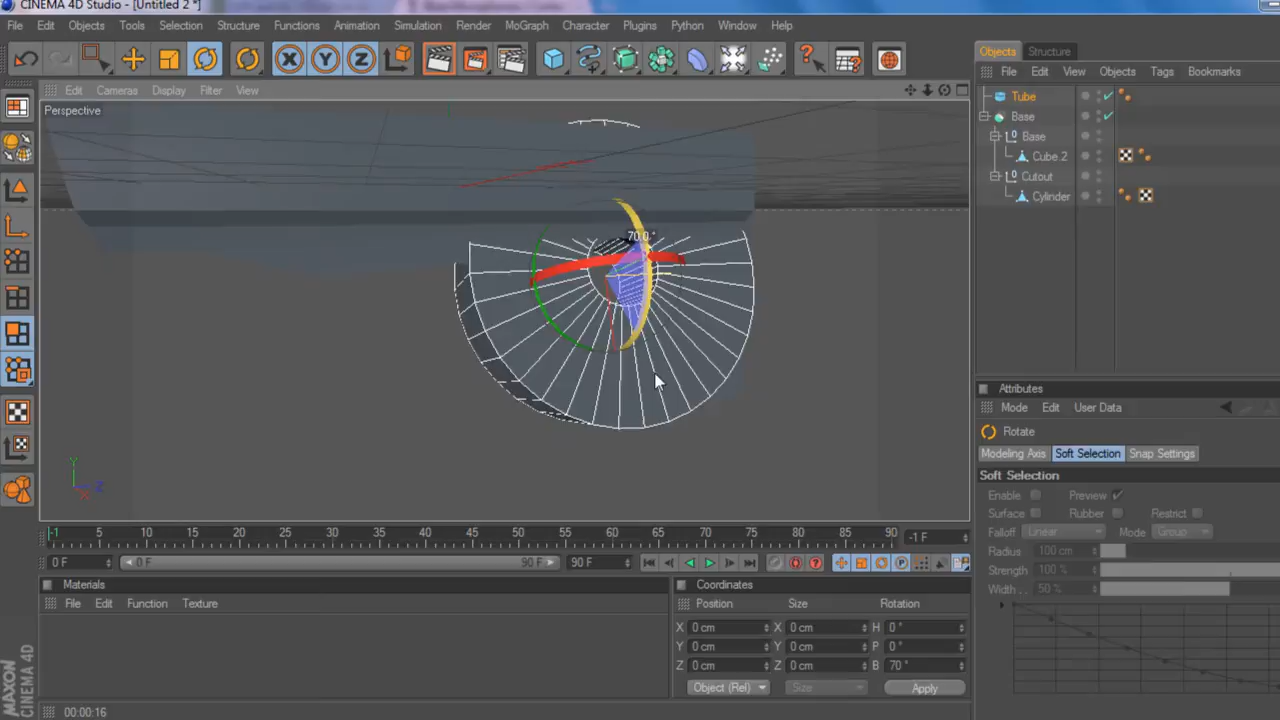 CINEMA 4D Studio - [Untitled 2 *]
File Edit Objects Tools Selection Structure Functions Animation Simulation Render MoGraph Character Plugins Python Window Help
X Y Z
Objects Structure
File Edit View Objects Tags Bookmarks
Edit Cameras Display Filter View
Perspective
Tube
Base
Base
Cube.2
Cutout
Cylinder
70.0 °
Y
Z
X
Attributes
Mode Edit User Data
Rotate
Modeling Axis Soft Selection Snap Settings
Soft Selection
Enable Preview
Surface Rubber Restrict
Falloff Linear Mode Group
Radius 100 cm
Strength 100 %
Width . . 50 %
-1 5 10 15 20 25 30 35 40 45 50 55 60 65 70 75 80 85 90 -1 F
0 F 0 F 90 F 90 F
Materials
File Edit Function Texture
Coordinates
Position Size Rotation
X 0 cm X 0 cm H 0 °
Y 0 cm Y 0 cm P 0 °
Z 0 cm Z 0 cm B 70 °
Object (Rel) Size Apply
MAXON
CINEMA 4D
00:00:16